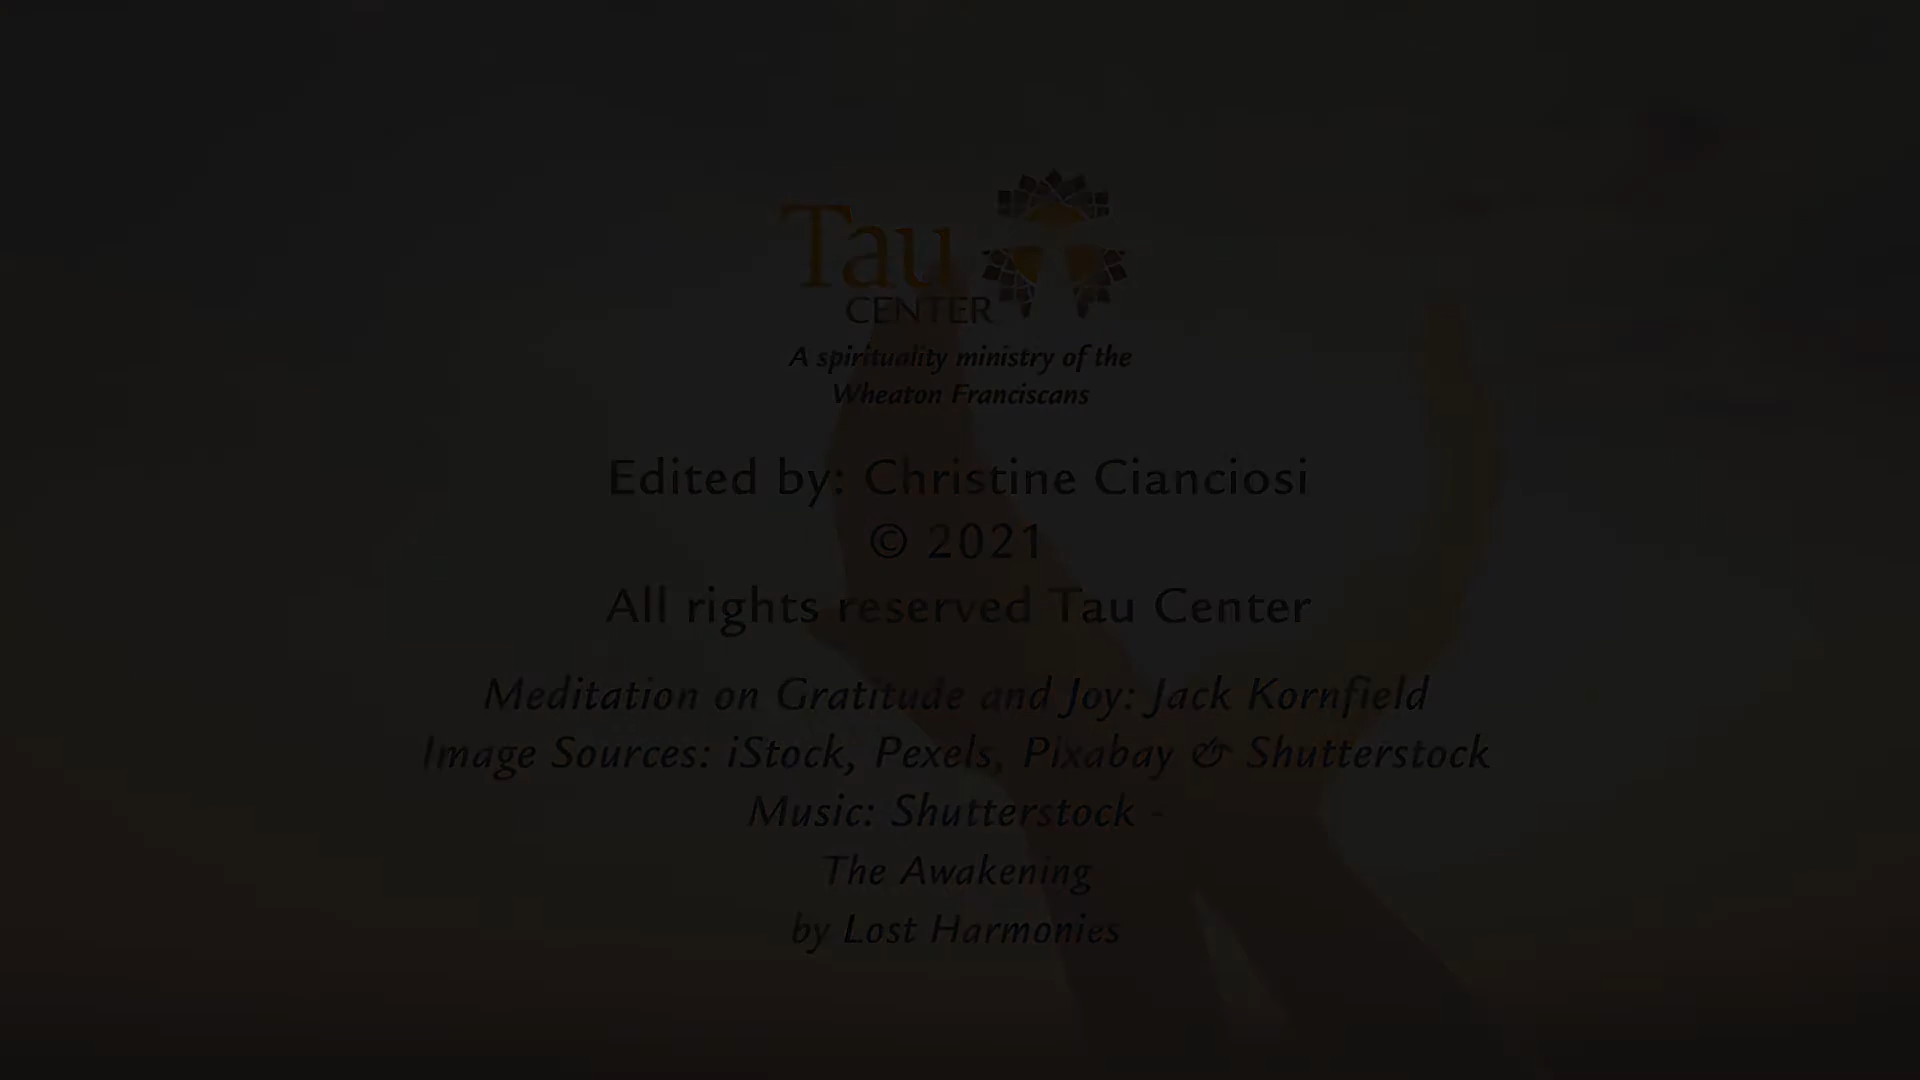 Tau
CENTER
A spirituality ministry of the
Wheaton Franciscans
Edited by: Christine Cianciosi
© 2021
All rights reserved Tau Center
Meditation on Gratitude and Joy: Jack Kornfield
Image Sources: iStock, Pexels, Pixabay & Shutterstock
Music: Shutterstock -
The Awakening
by Lost Harmonies